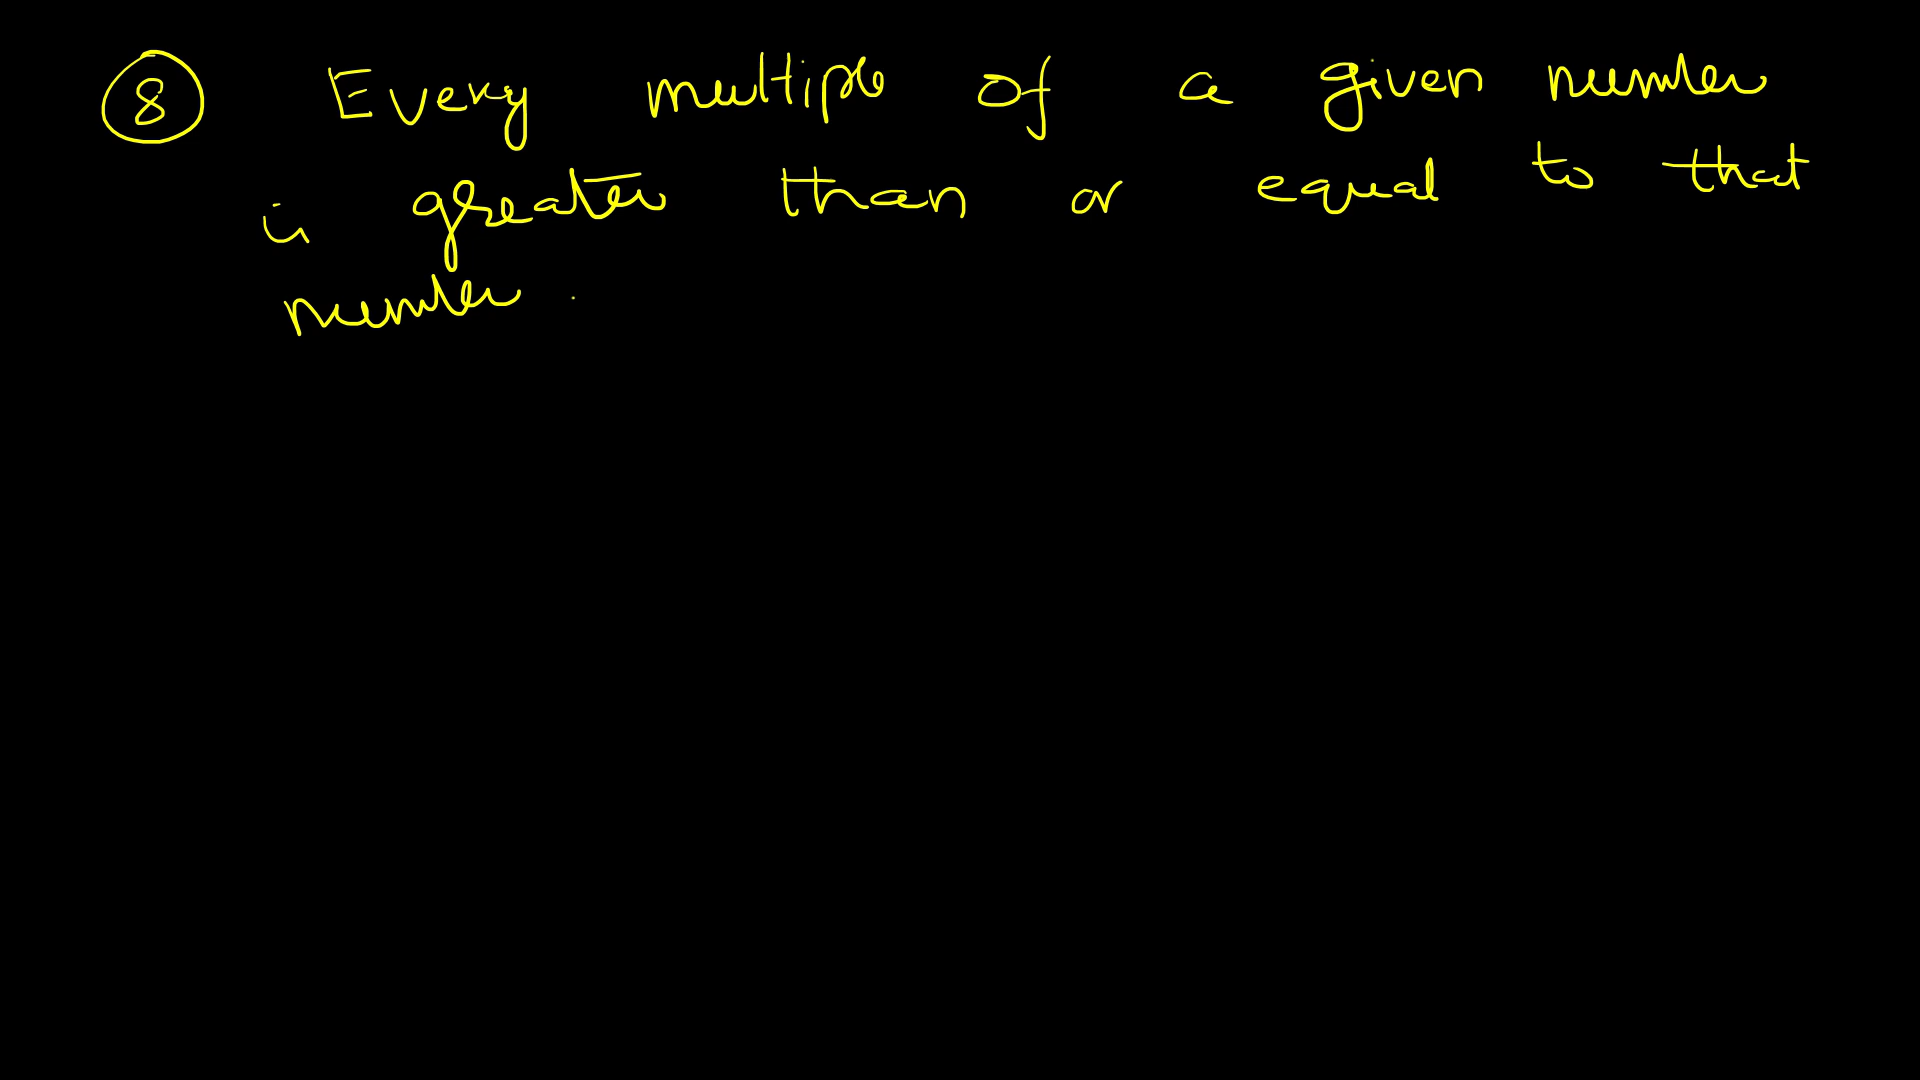 8 Every multiple of a given number
is greater than or equal to that
number.